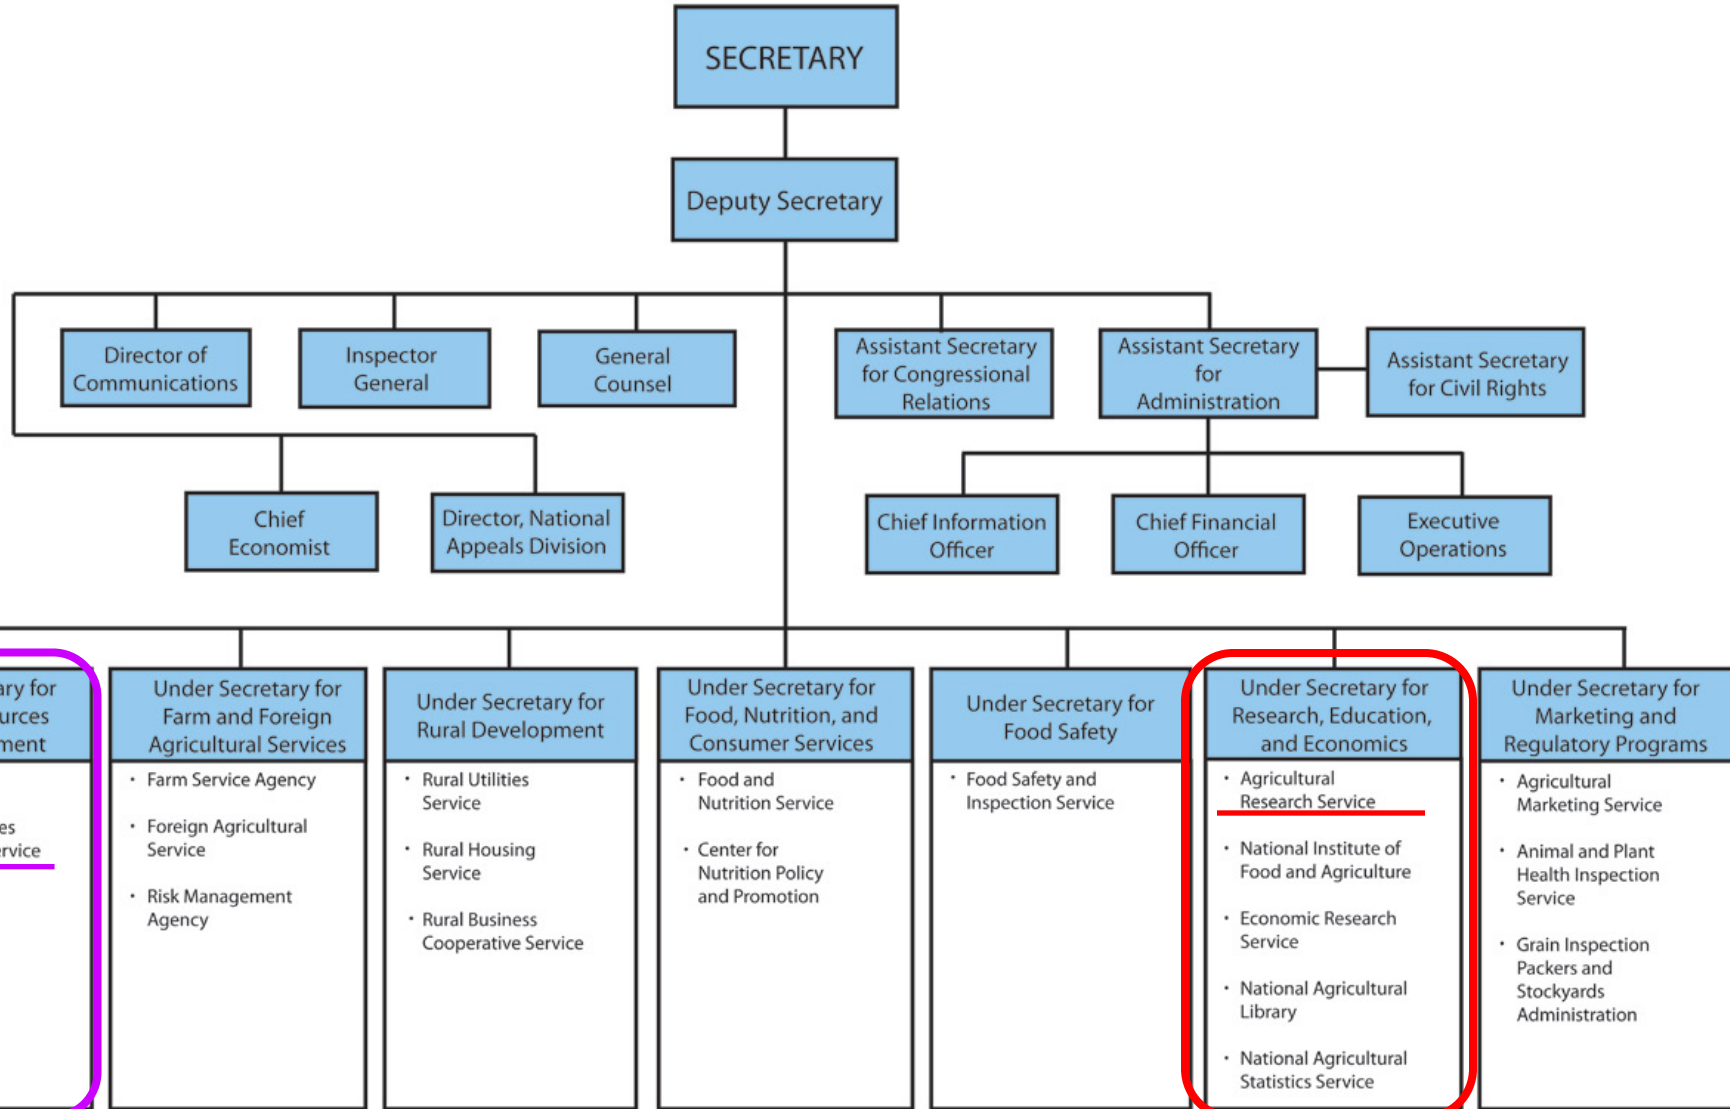 SECRETARY
Deputy Secretary
Director of
Communications
Inspector
General
General
Counsel
Assistant Secretary
for Congressional
Relations
Assistant Secretary
for
Administration
Assistant Secretary
for Civil Rights
Chief
Economist
Director, National
Appeals Division
Chief Information
Officer
Chief Financial
Officer
Executive
Operations
Under Secretary for
Farm and Foreign
Agricultural Services
· Farm Service Agency
· Foreign Agricultural
Service
· Risk Management
Agency
Under Secretary for
Rural Development
· Rural Utilities
Service
· Rural Housing
Service
· Rural Business
Cooperative Service
Under Secretary for
Food, Nutrition, and
Consumer Services
· Food and
Nutrition Service
· Center for
Nutrition Policy
and Promotion
Under Secretary for
Food Safety
· Food Safety and
Inspection Service
Under Secretary for
Research, Education,
and Economics
· Agricultural
Research Service
· National Institute of
Food and Agriculture
· Economic Research
Service
· National Agricultural
Library
· National Agricultural
Statistics Service
Under Secretary for
Marketing and
Regulatory Programs
· Agricultural
Marketing Service
· Animal and Plant
Health Inspection
Service
· Grain Inspection
Packers and
Stockyards
Administration